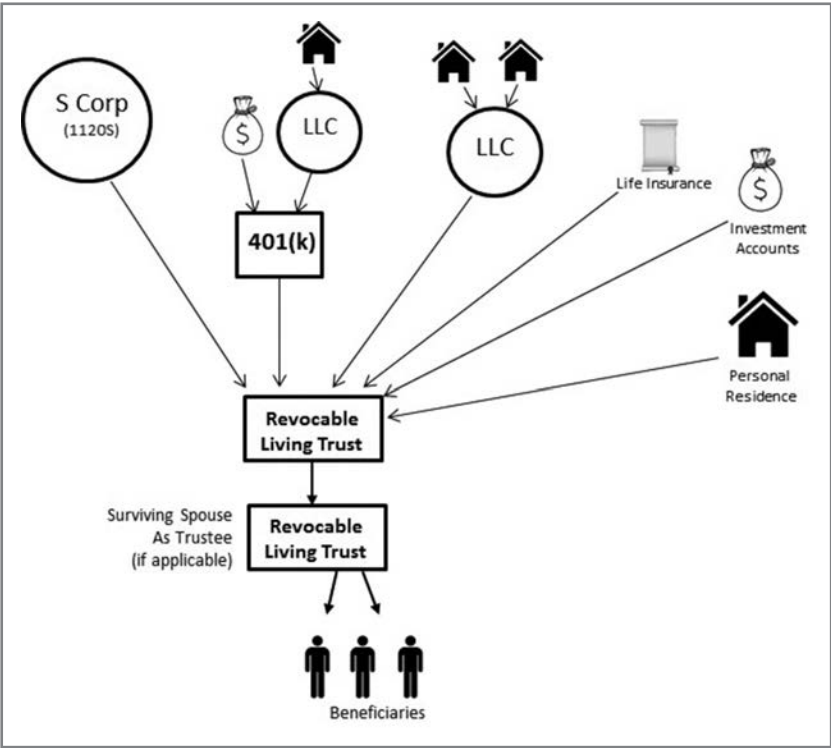 S Corp
(1120S)
$
LLC
LLC
Life Insurance
$
Investment
Accounts
401(k)
Personal
Residence
Revocable
Living Trust
Surviving Spouse
As Trustee
(if applicable)
Revocable
Living Trust
Beneficiaries